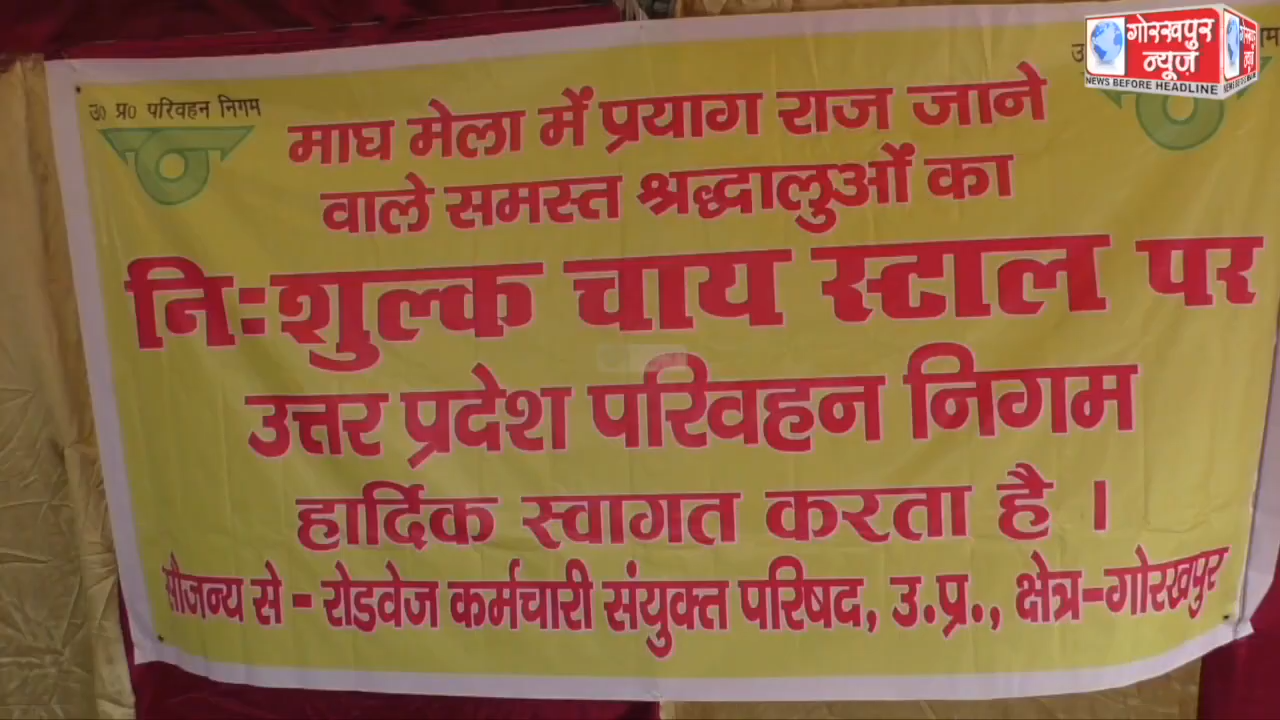 गोरखपुर
न्यूज़
NEWS BEFORE HEADLINE
उ० प्र० परिवहन निगम
माघ मेला में प्रयाग राज जाने
वाले समस्त श्रद्धालुओं का
निःशुल्क चाय स्टाल पर
उत्तर प्रदेश परिवहन निगम
हार्दिक स्वागत करता है ।
सौजन्य से - रोडवेज कर्मचारी संयुक्त परिषद, उ.प्र., क्षेत्र-गोरखपुर